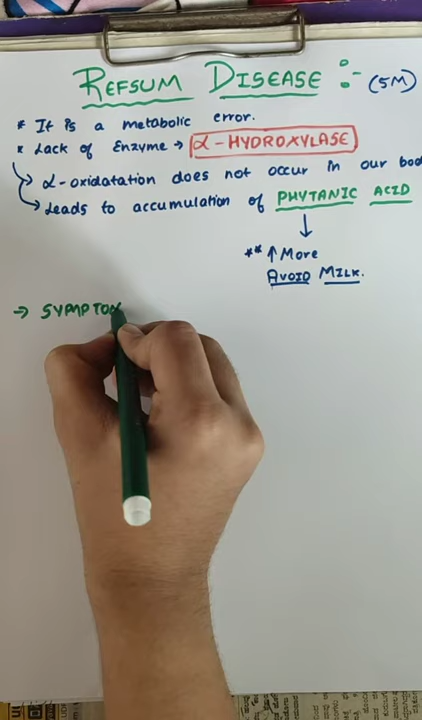 REFSUM DISEASE :- (5M)
* It is a metabolic error.
* Lack of Enzyme → α-HYDROXYLASE
→ α-oxidatation does not occur in our bod
→ Leads to accumulation of PHYTANIC ACID
** ↑ More
AVOID MILK.
→ SYMPTOM